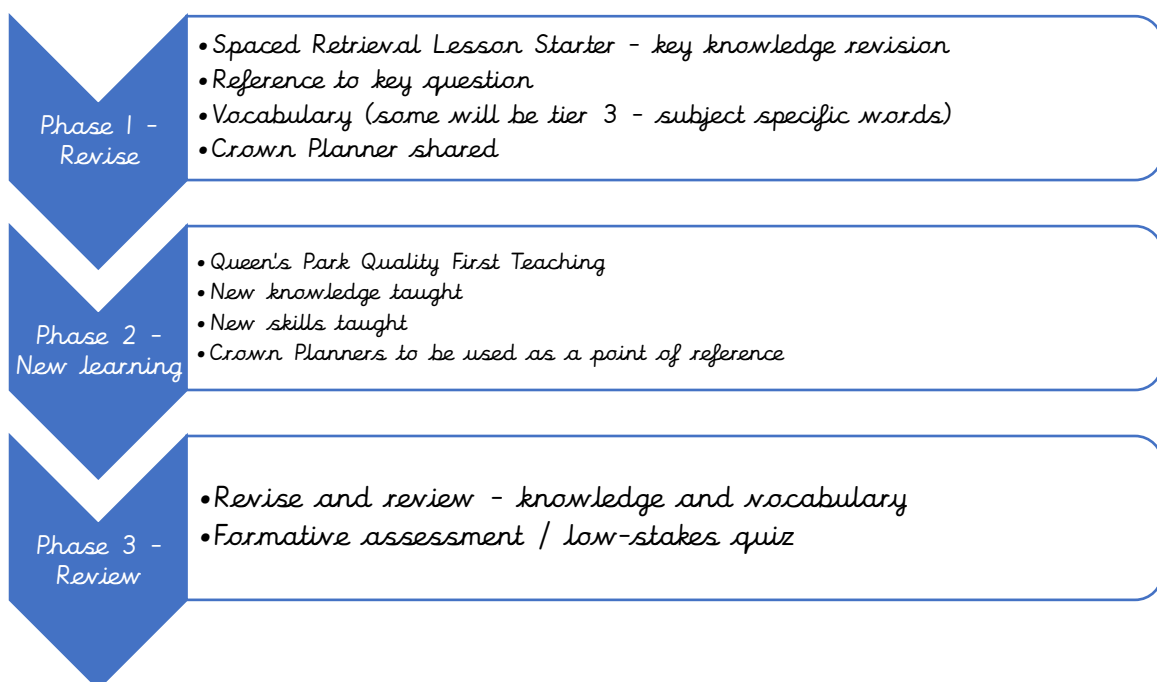 Phase 1 -
Revise
•Spaced Retrieval Lesson Starter - key knowledge revision
•Reference to key question
•Vocabulary (some will be tier 3 - subject specific words)
•Crown Planner shared
Phase 2 -
New learning
•Queen's Park Quality First Teaching
•New knowledge taught
•New skills taught
•Crown Planners to be used as a point of reference
Phase 3 -
Review
•Revise and review - knowledge and vocabulary
•Formative assessment / low-stakes quiz